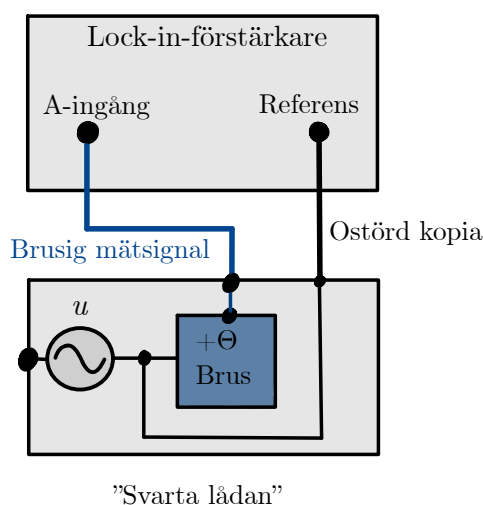 Lock-in-förstärkare
A-ingång
Referens
Ostörd kopia
Brusig mätsignal
u
+Θ
Brus
”Svarta lådan”